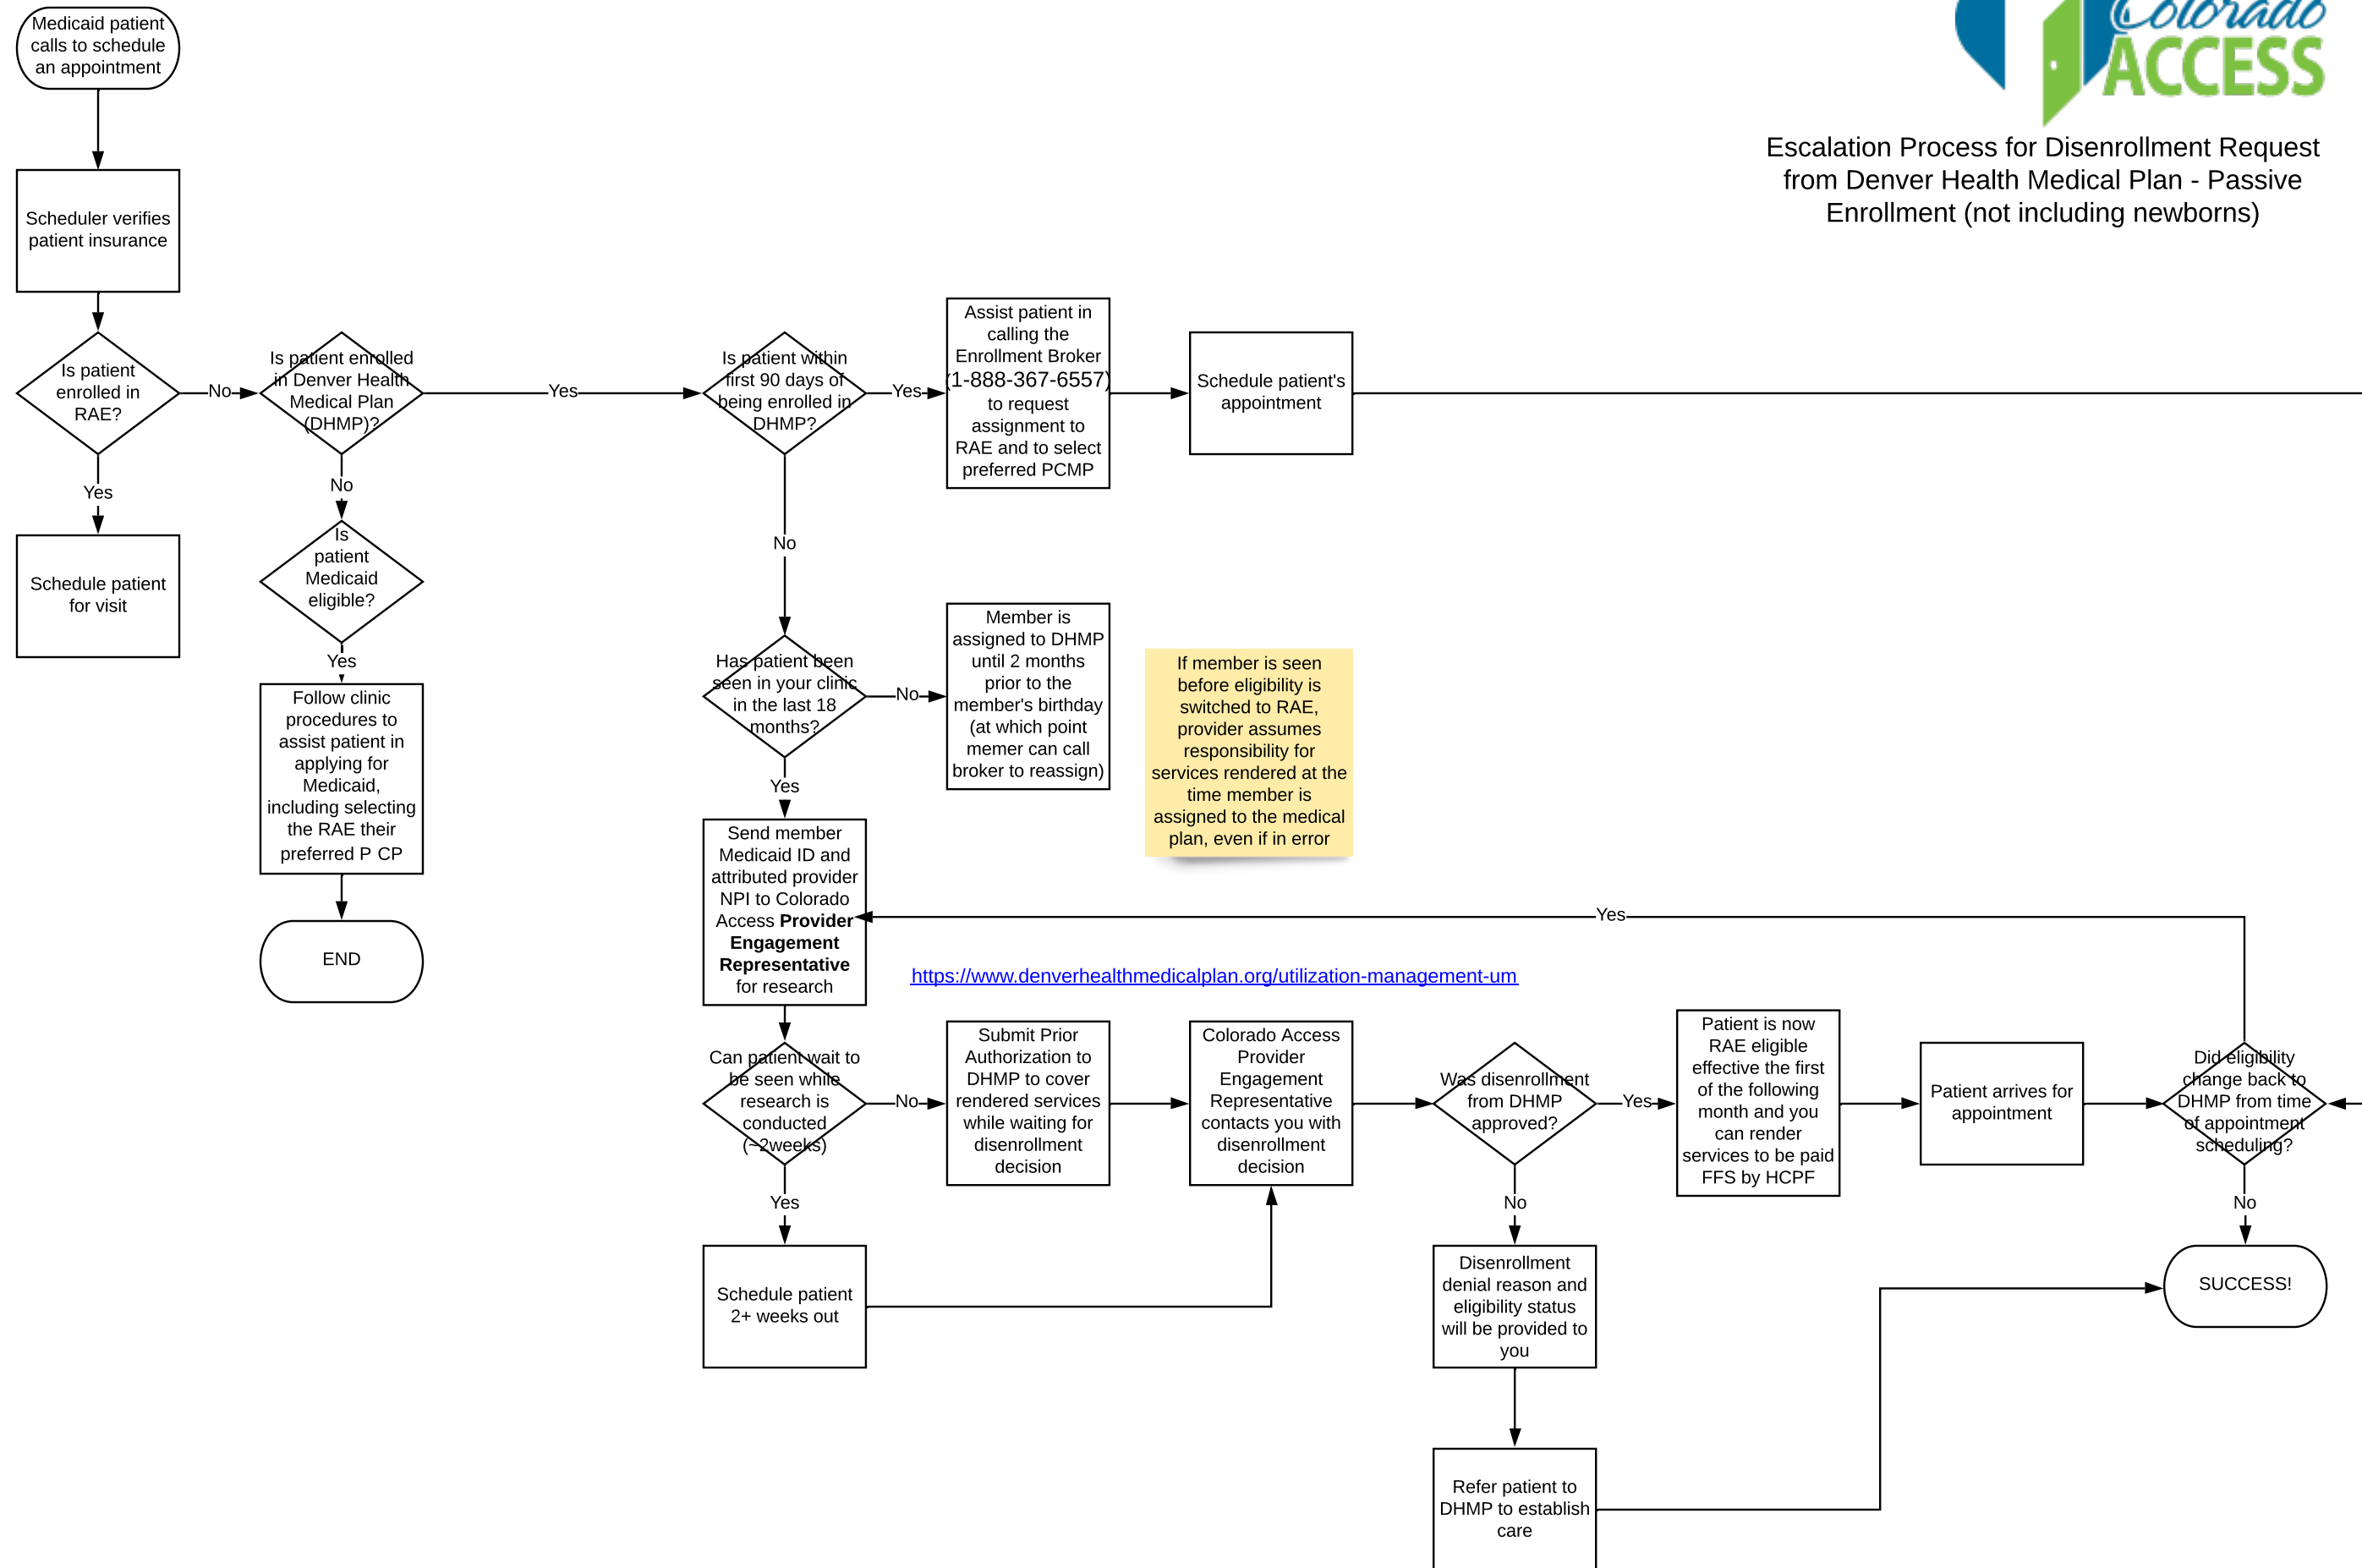 Medicaid patient
calls to schedule
an appointment
Colorado
ACCESS
Escalation Process for Disenrollment Request
from Denver Health Medical Plan - Passive
Enrollment (not including newborns)
Scheduler verifies
patient insurance
Is patient
enrolled in
RAE?
No
Yes
Schedule patient
for visit
Is patient enrolled
in Denver Health
Medical Plan
(DHMP)?
Yes
No
Is
patient
Medicaid
eligible?
Yes
Follow clinic
procedures to
assist patient in
applying for
Medicaid,
including selecting
the RAE their
preferred P CP
END
Is patient within
first 90 days of
being enrolled in
DHMP?
Yes
Assist patient in
calling the
Enrollment Broker
(1-888-367-6557)
to request
assignment to
RAE and to select
preferred PCMP
Schedule patient's
appointment
No
Has patient been
seen in your clinic
in the last 18
months?
No
Member is
assigned to DHMP
until 2 months
prior to the
member's birthday
(at which point
memer can call
broker to reassign)
If member is seen
before eligibility is
switched to RAE,
provider assumes
responsibility for
services rendered at the
time member is
assigned to the medical
plan, even if in error
Yes
Send member
Medicaid ID and
attributed provider
NPI to Colorado
Access Provider
Engagement
Representative
for research
Yes
https://www.denverhealthmedicalplan.org/utilization-management-um
Can patient wait to
be seen while
research is
conducted
(~2weeks)
No
Submit Prior
Authorization to
DHMP to cover
rendered services
while waiting for
disenrollment
decision
Colorado Access
Provider
Engagement
Representative
contacts you with
disenrollment
decision
Was disenrollment
from DHMP
approved?
Yes
Patient is now
RAE eligible
effective the first
of the following
month and you
can render
services to be paid
FFS by HCPF
Patient arrives for
appointment
Did eligibility
change back to
DHMP from time
of appointment
scheduling?
Yes
Schedule patient
2+ weeks out
No
Disenrollment
denial reason and
eligibility status
will be provided to
you
No
SUCCESS!
Refer patient to
DHMP to establish
care